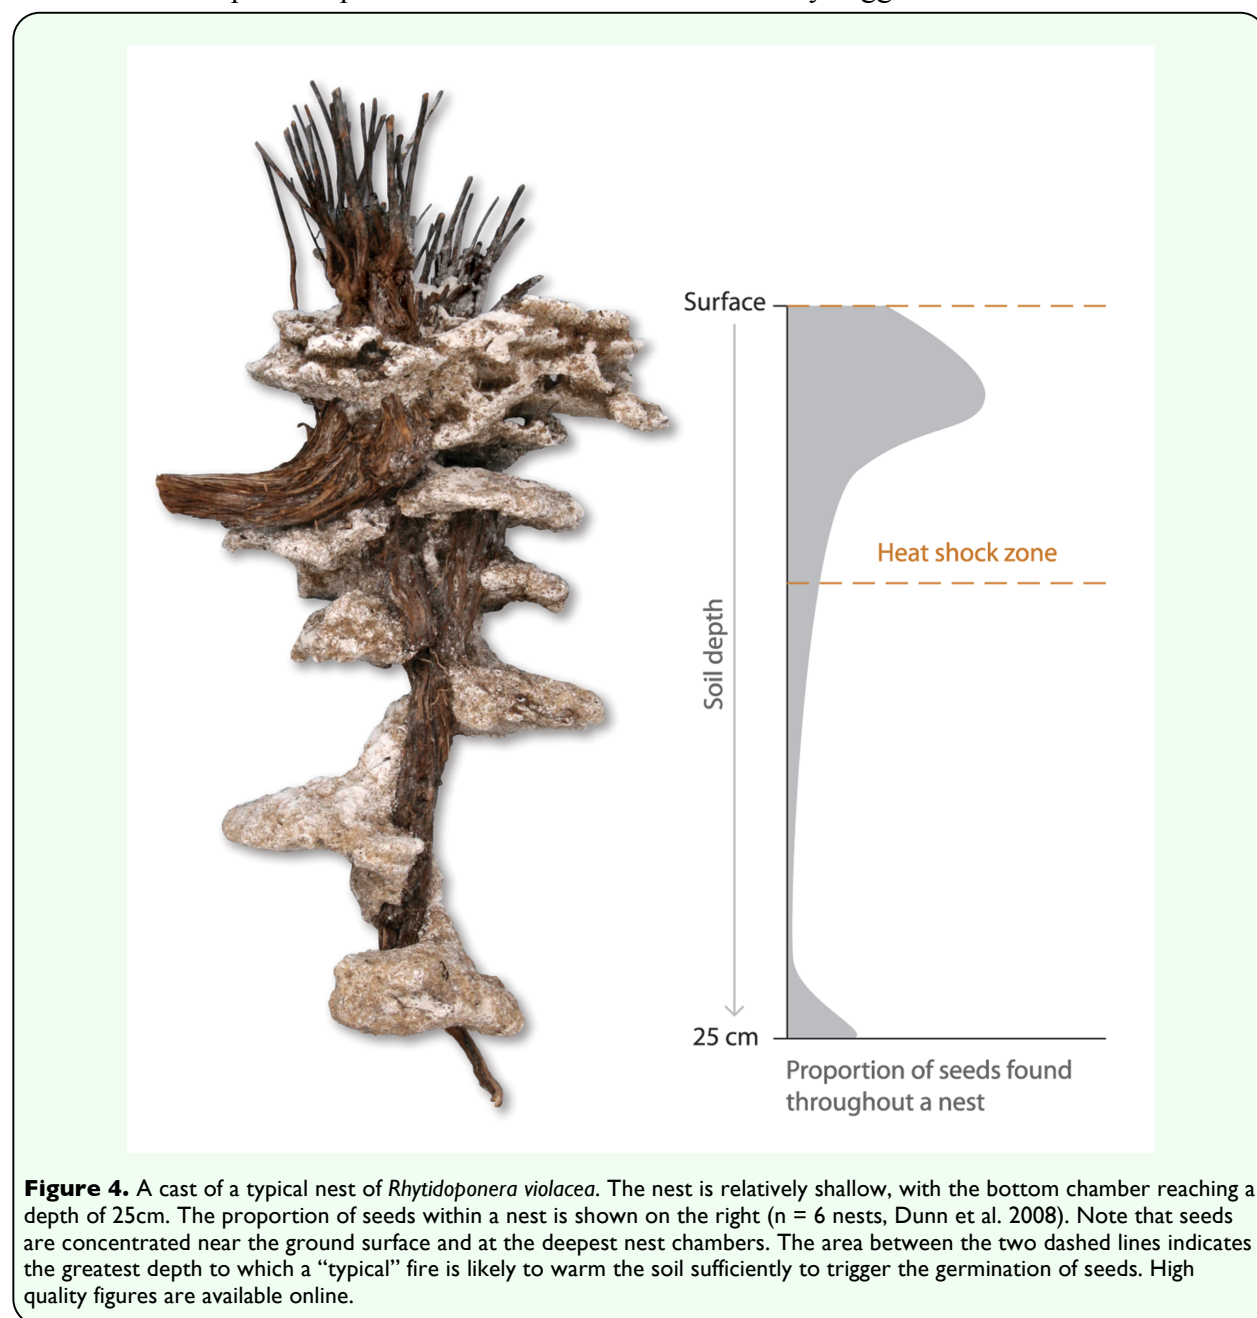 Surface
Heat shock zone
Soil depth
25 cm
Proportion of seeds found
throughout a nest
Figure 4. A cast of a typical nest of Rhytidoponera violacea. The nest is relatively shallow, with the bottom chamber reaching a
depth of 25cm. The proportion of seeds within a nest is shown on the right (n = 6 nests, Dunn et al. 2008). Note that seeds
are concentrated near the ground surface and at the deepest nest chambers. The area between the two dashed lines indicates
the greatest depth to which a “typical” fire is likely to warm the soil sufficiently to trigger the germination of seeds. High
quality figures are available online.